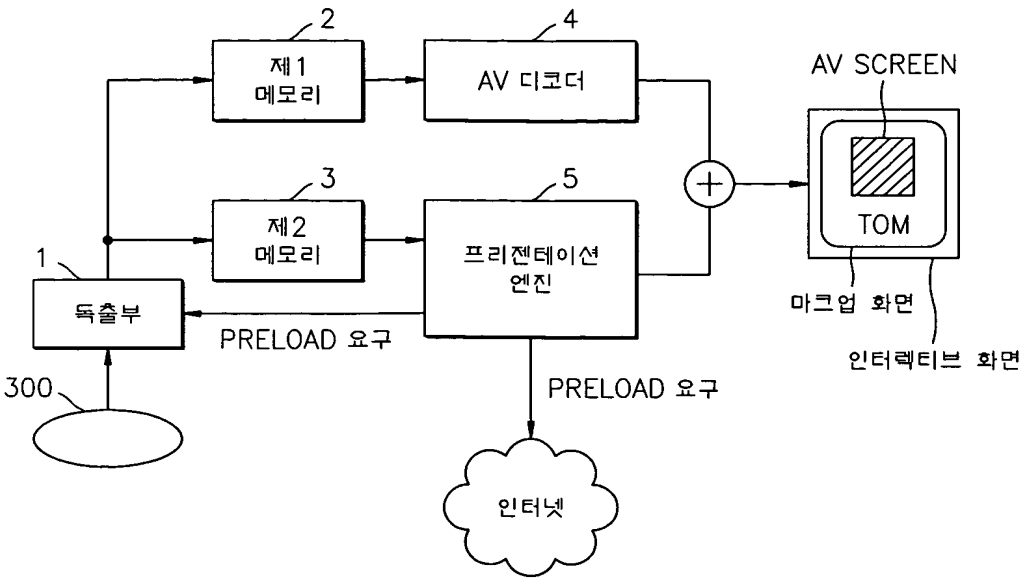 2
제1
메모리
4
AV 디코더
AV SCREEN
TOM
마크업 화면
인터렉티브 화면
3
제2
메모리
5
프리젠테이션
엔진
1
독출부
PRELOAD 요구
300
PRELOAD 요구
인터넷